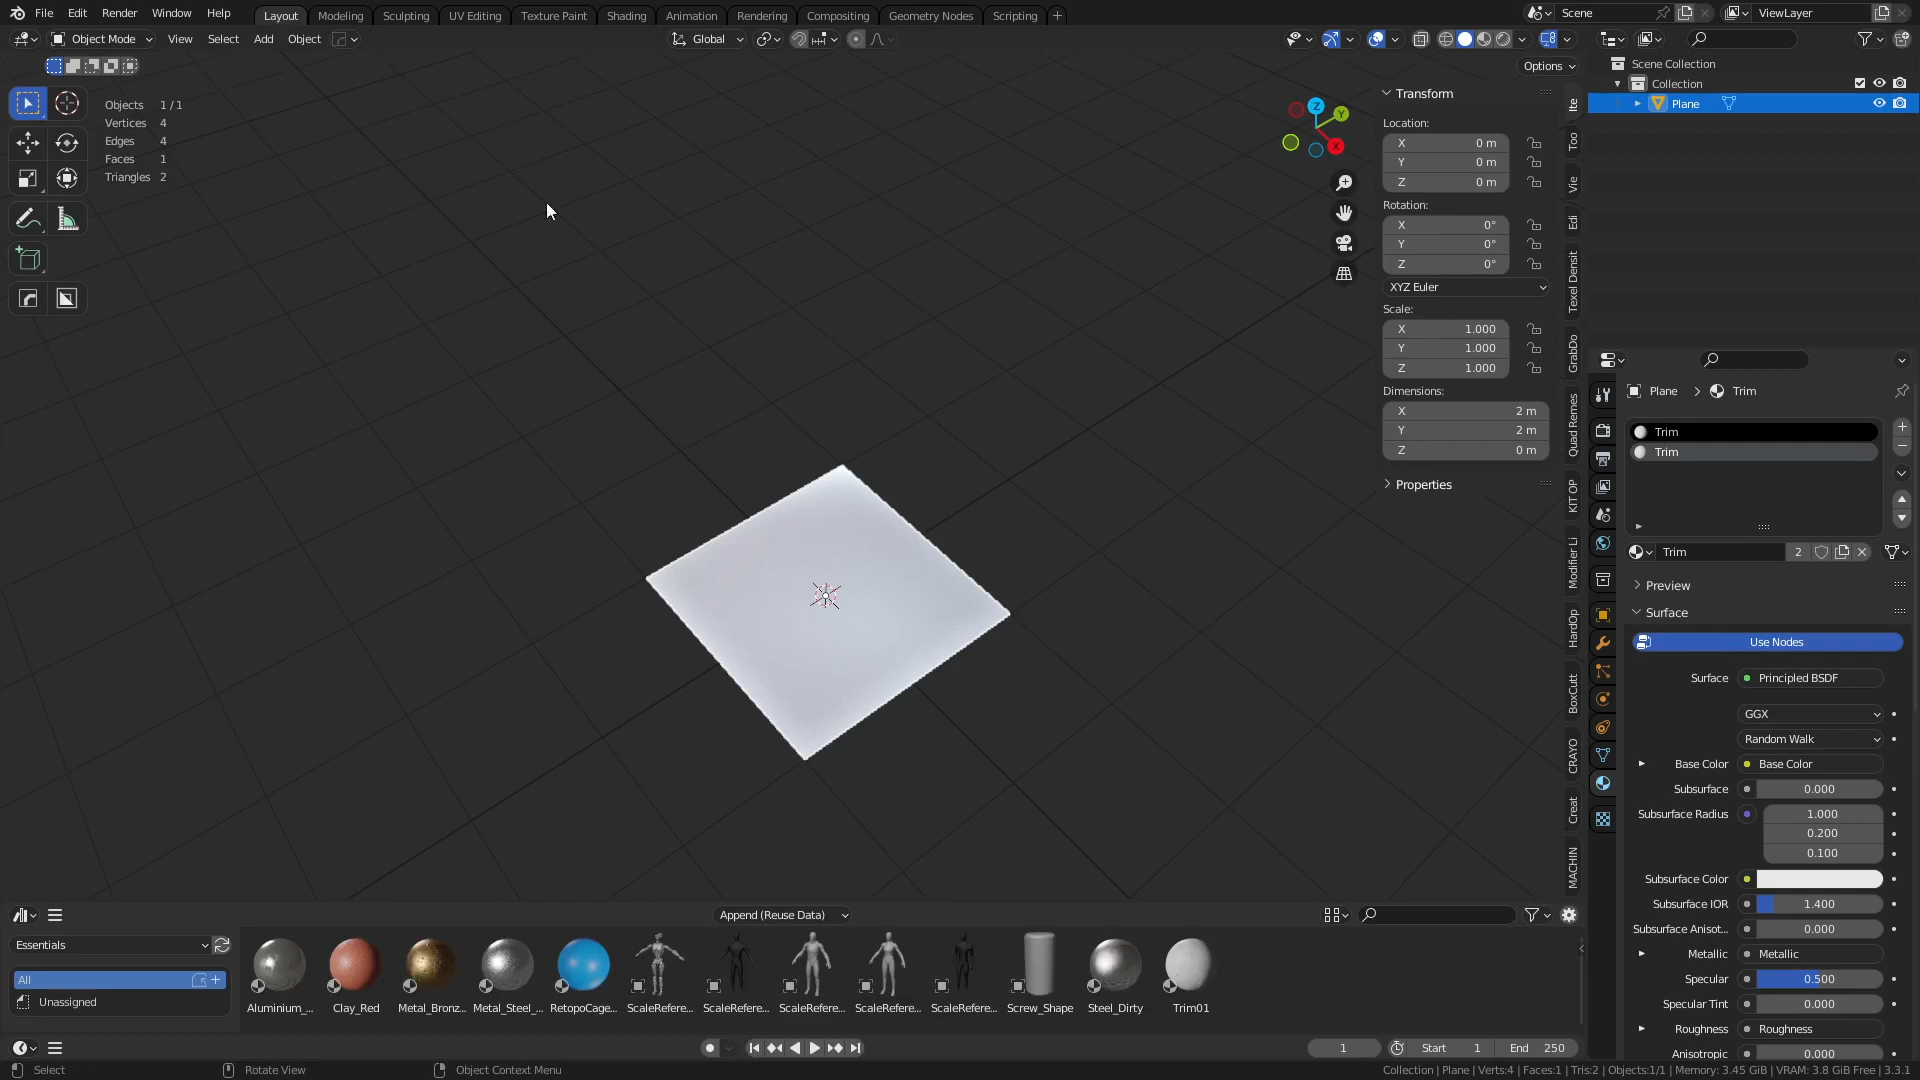 File Edit Render Window Help Layout Modeling Sculpting UV Editing Texture Paint Shading Animation Rendering Compositing Geometry Nodes Scripting + Scene ViewLayer
Object Mode View Select Add Object Global
Options
Objects 1 / 1
Vertices 4
Edges 4
Faces 1
Triangles 2
Z
Y
X
Transform
Location:
X 0 m
Y 0 m
Z 0 m
Rotation:
X 0°
Y 0°
Z 0°
XYZ Euler
Scale:
X 1.000
Y 1.000
Z 1.000
Dimensions:
X 2 m
Y 2 m
Z 0 m
Properties
Ite
Too
Vie
Edi
Texel Densit
GrabDo
Quad Remes
KIT OP
Modifier Li
HardOp
BoxCutt
CRAYO
Creat
MACHIN
Scene Collection
Collection
Plane
Plane Trim
Trim
Trim
Trim 2
Preview
Surface
Use Nodes
Surface Principled BSDF
GGX
Random Walk
Base Color Base Color
Subsurface 0.000
Subsurface Radius 1.000
0.200
0.100
Subsurface Color
Subsurface IOR 1.400
Subsurface Anisot... 0.000
Metallic Metallic
Specular 0.500
Specular Tint 0.000
Roughness Roughness
Anisotropic 0.000
Append (Reuse Data)
Essentials
All
Unassigned
Aluminium_... Clay_Red Metal_Bronz... Metal_Steel_... RetopoCage... ScaleRefere... ScaleRefere... ScaleRefere... ScaleRefere... ScaleRefere... Screw_Shape Steel_Dirty Trim01
1 Start 1 End 250
Select Rotate View Object Context Menu Collection | Plane | Verts:4 | Faces:1 | Tris:2 | Objects:1/1 | Memory: 3.45 GiB | VRAM: 3.8 GiB Free | 3.3.1